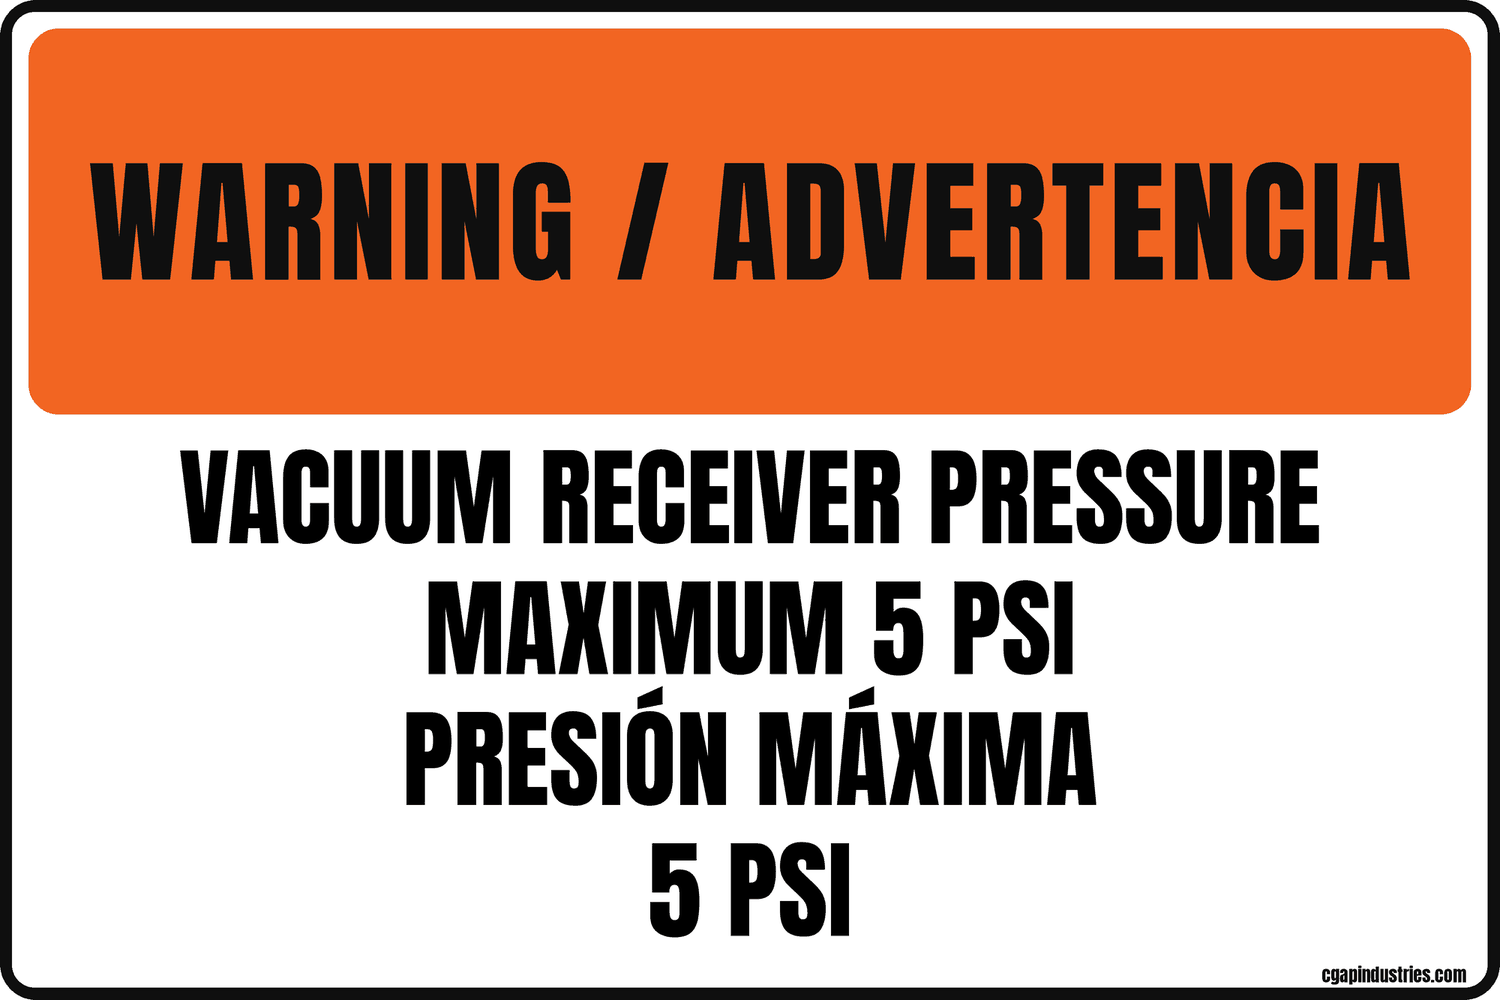 WARNING / ADVERTENCIA
VACUUM RECEIVER PRESSURE
MAXIMUM 5 PSI
PRESIÓN MÁXIMA
5 PSI
cgapindustries.com